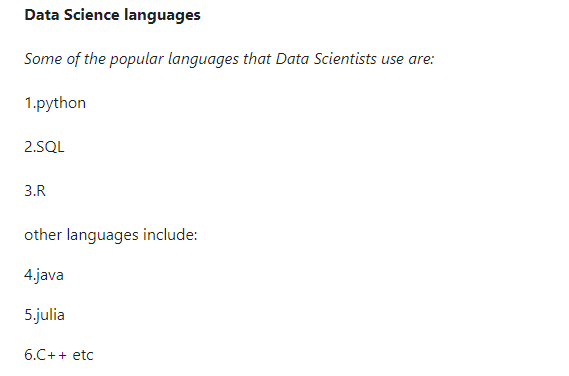 Data Science languages
Some of the popular languages that Data Scientists use are:
1.python
2.SQL
3.R
other languages include:
4.java
5.julia
6.C++ etc